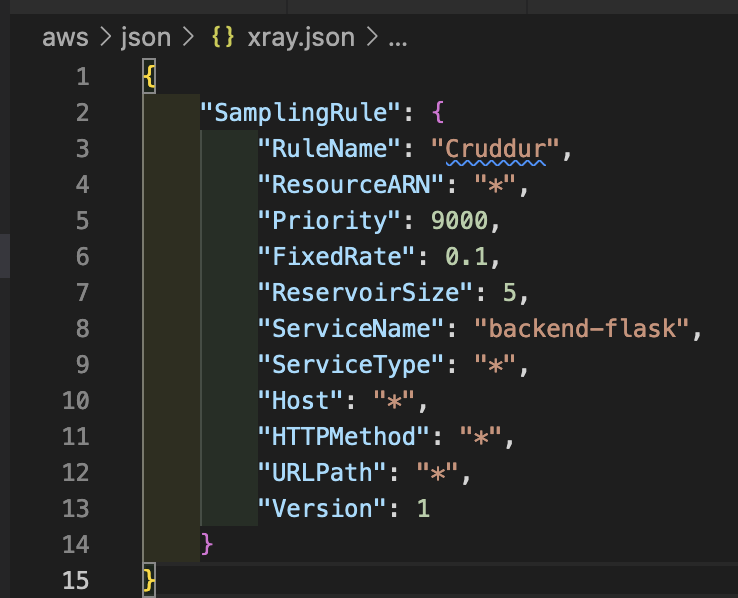 aws > json > {} xray.json > ...
1 {
2 "SamplingRule": {
3 "RuleName": "Cruddur",
4 "ResourceARN": "*",
5 "Priority": 9000,
6 "FixedRate": 0.1,
7 "ReservoirSize": 5,
8 "ServiceName": "backend-flask",
9 "ServiceType": "*",
10 "Host": "*",
11 "HTTPMethod": "*",
12 "URLPath": "*",
13 "Version": 1
14 }
15 }